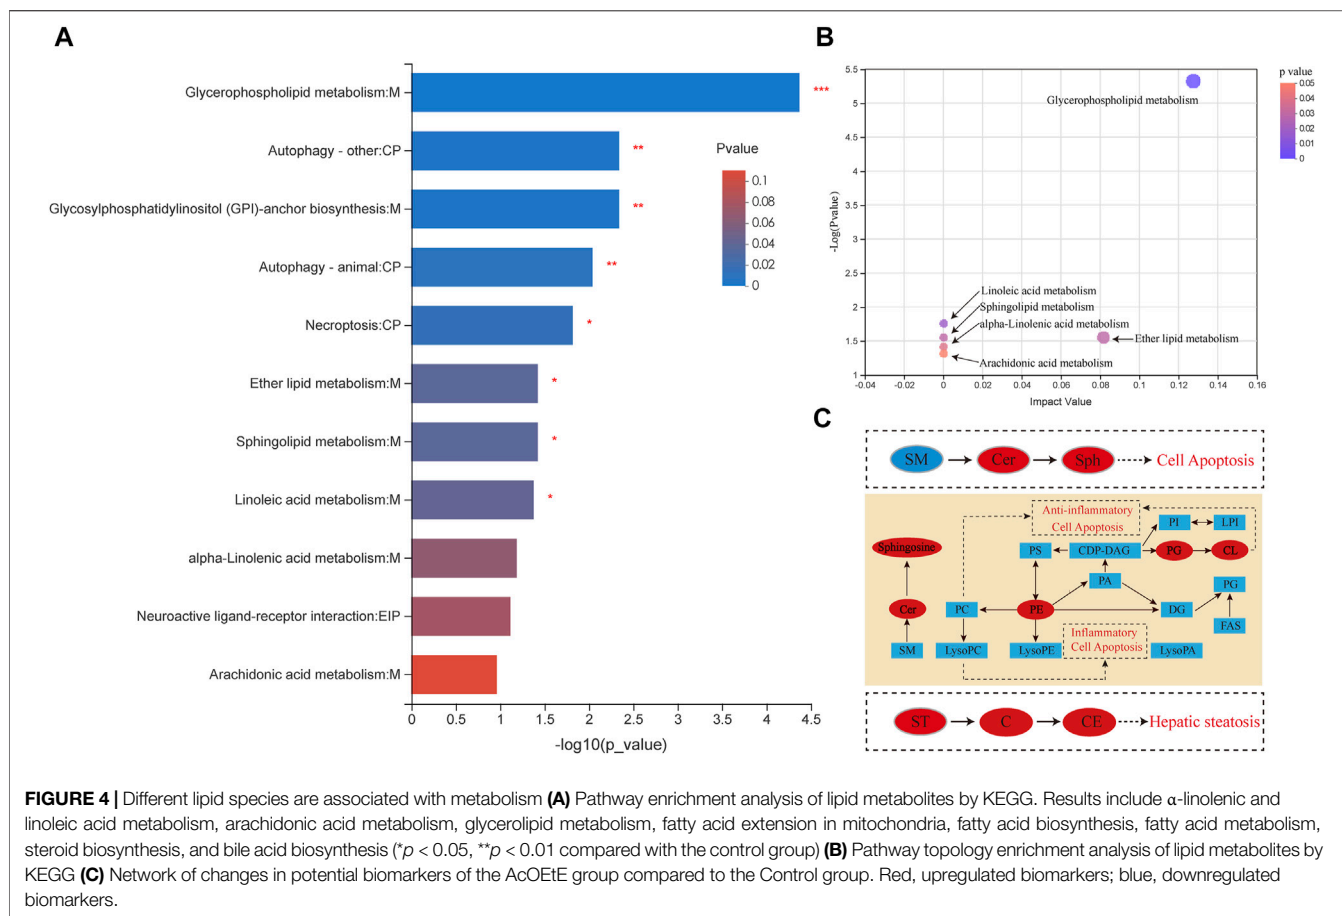 A
Glycerophospholipid metabolism:M
***
Autophagy - other:CP
**
Glycosylphosphatidylinositol (GPI)-anchor biosynthesis:M
**
Autophagy - animal:CP
**
Necroptosis:CP
*
Ether lipid metabolism:M
*
Sphingolipid metabolism:M
*
Linoleic acid metabolism:M
*
alpha-Linolenic acid metabolism:M
Neuroactive ligand-receptor interaction:EIP
Arachidonic acid metabolism:M
0 0.5 1 1.5 2 2.5 3 3.5 4 4.5
-log10(p_value)
Pvalue
0.1
0.08
0.06
0.04
0.02
0
B
5.5
5
4.5
4
3.5
3
2.5
2
1.5
1
-Log(Pvalue)
Glycerophospholipid metabolism
Linoleic acid metabolism
Sphingolipid metabolism
alpha-Linolenic acid metabolism
Ether lipid metabolism
Arachidonic acid metabolism
-0.04 -0.02 0 0.02 0.04 0.06 0.08 0.1 0.12 0.14 0.16
Impact Value
p value
0.05
0.04
0.03
0.02
0.01
0
C
SM Cer Sph Cell Apoptosis
Anti-inflammatory
Cell Apoptosis
PI LPI
Sphingosine PS CDP-DAG PG CL
PA PG
Cer PC PE DG
FAS
Inflammatory
Cell Apoptosis
SM LysoPC LysoPE LysoPA
ST C CE Hepatic steatosis
FIGURE 4 | Different lipid species are associated with metabolism (A) Pathway enrichment analysis of lipid metabolites by KEGG. Results include α-linolenic and
linoleic acid metabolism, arachidonic acid metabolism, glycerolipid metabolism, fatty acid extension in mitochondria, fatty acid biosynthesis, fatty acid metabolism,
steroid biosynthesis, and bile acid biosynthesis (*p < 0.05, **p < 0.01 compared with the control group) (B) Pathway topology enrichment analysis of lipid metabolites by
KEGG (C) Network of changes in potential biomarkers of the AcOEtE group compared to the Control group. Red, upregulated biomarkers; blue, downregulated
biomarkers.